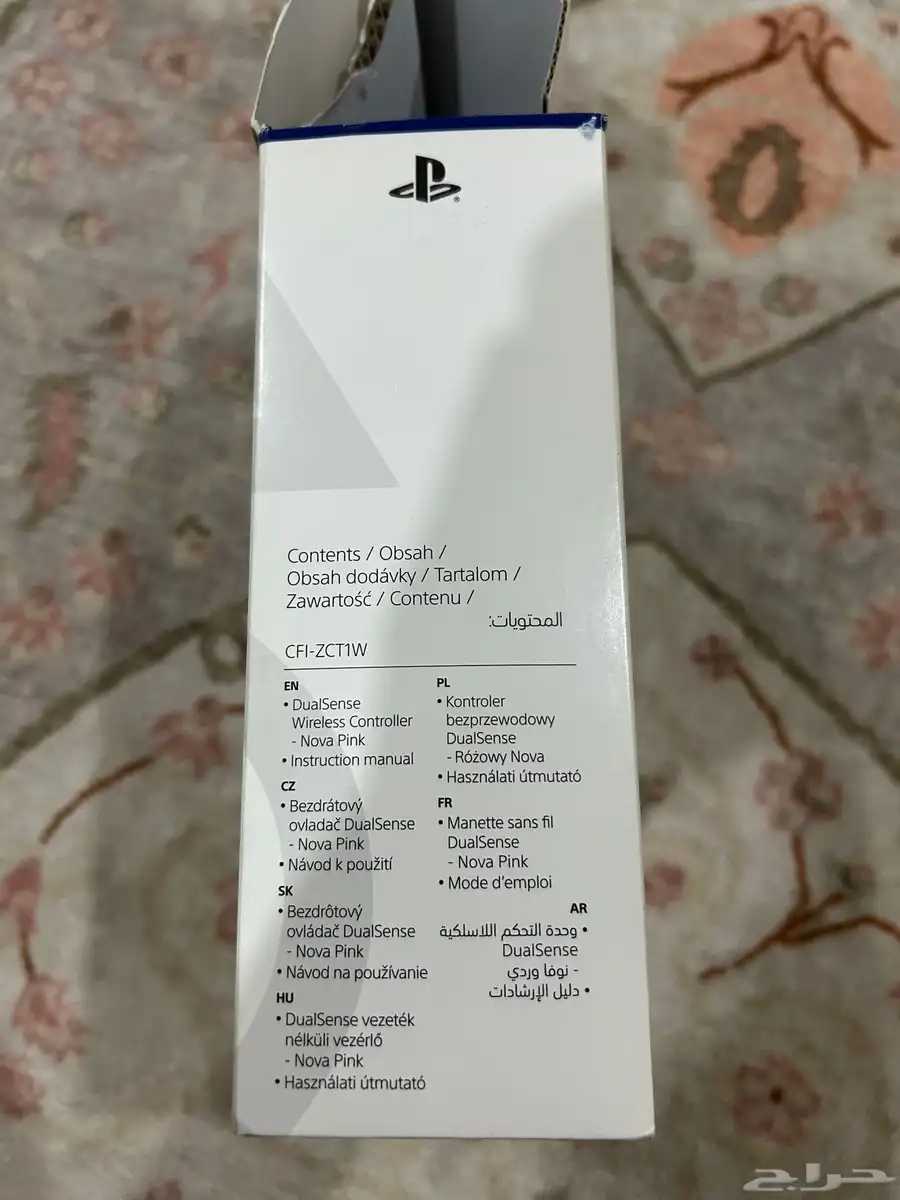 Contents / Obsah /
Obsah dodávky / Tartalom /
Zawartość / Contenu /
المحتويات:
CFI-ZCT1W
EN
• DualSense
Wireless Controller
- Nova Pink
• Instruction manual
CZ
• Bezdrátový
ovladač DualSense
- Nova Pink
• Návod k použití
SK
• Bezdrôtový
ovládač DualSense
- Nova Pink
• Návod na používanie
HU
• DualSense vezeték
nélküli vezérlő
- Nova Pink
• Használati útmutató
PL
• Kontroler
bezprzewodowy
DualSense
- Różowy Nova
• Használati útmutató
FR
• Manette sans fil
DualSense
- Nova Pink
• Mode d'emploi
AR
• وحدة التحكم اللاسلكية
DualSense
- نوفا وردي
• دليل الإرشادات
حراج